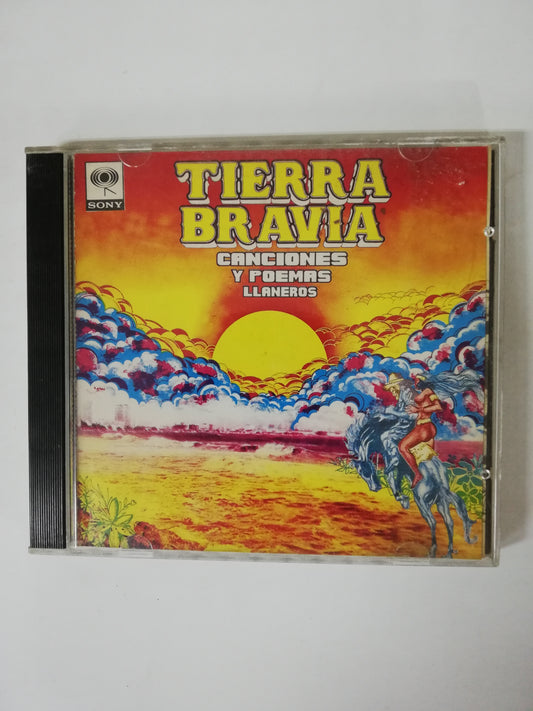 SONY
TIERRA
BRAVIA
CANCIONES
Y POEMAS
LLANEROS